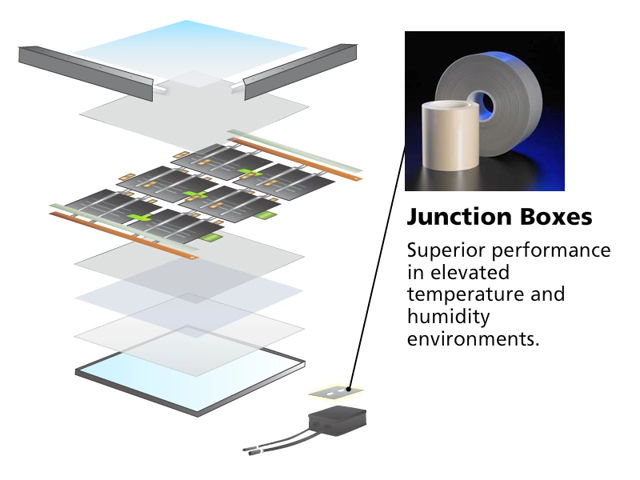 Junction Boxes
Superior performance
in elevated
temperature and
humidity
environments.